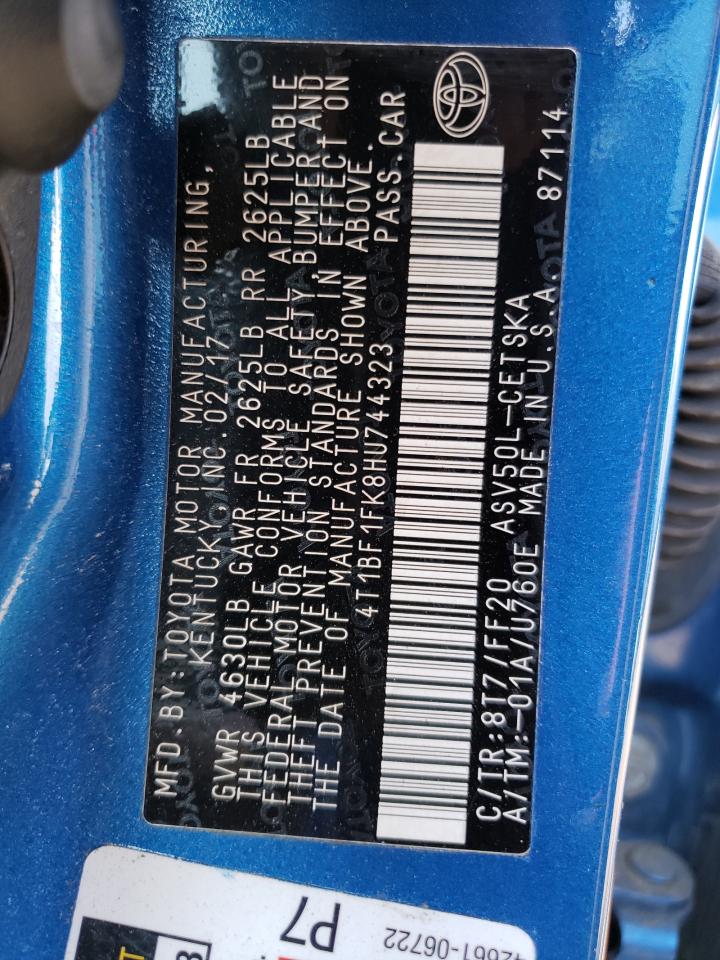 MFD.BY:TOYOTA MOTOR MANUFACTURING,
KENTUCKY,INC.02/17
GVWR 4630LB GAWR FR 2625LB RR 2625LB
THIS VEHICLE CONFORMS TO ALL APPLICABLE
FEDERAL MOTOR VEHICLE SAFETY,BUMPER,AND
THEFT PREVENTION STANDARDS IN EFFECT ON
THE DATE OF MANUFACTURE SHOWN ABOVE.
4T1BF1FK8HU744323 PASS.CAR
C/TR:8T7/FF20 ASV50L-CETSKA
A/TM:-01A/U760E MADE IN U.S.A 87114
P7
42661-06722